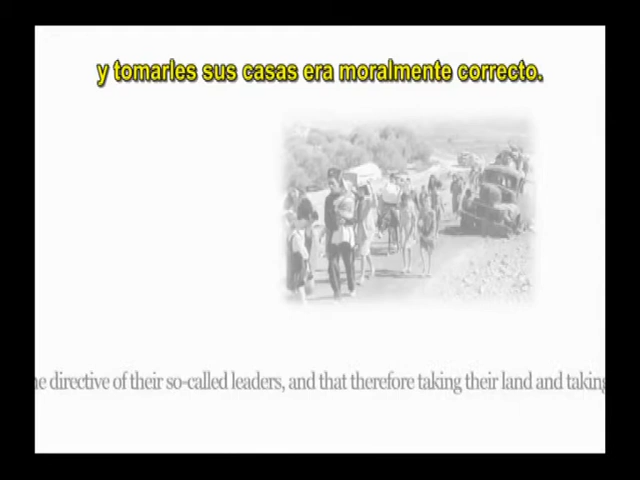 y tomarles sus casas era moralmente correcto.
directive of their so-called leaders, and that therefore taking their land and taking